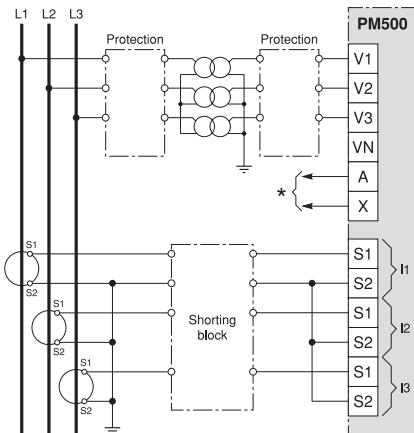 L1 L2 L3
PM500
Protection Protection
V1
V2
V3
VN
A
*
X
S1
S1
I1
S2
S2
S1
S1
Shorting
block
I2
S2
S2
S1
S1
I3
S2
S2